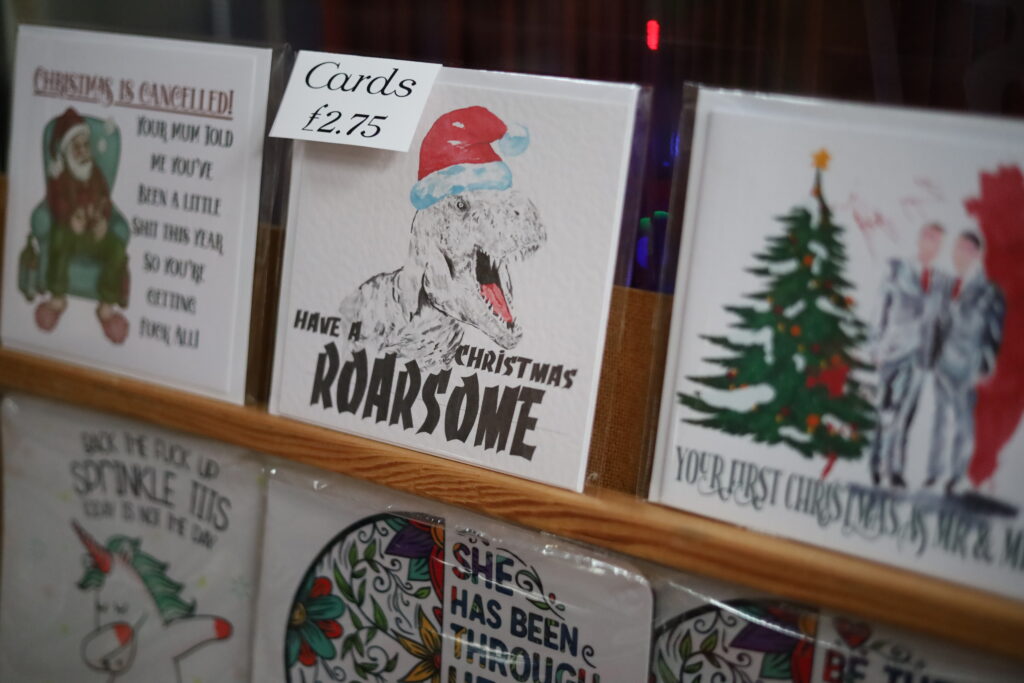 CHRISTMAS IS CANCELLED!
YOUR MUM TOLD
ME YOU'VE
BEEN A LITTLE
SHIT THIS YEAR
SO YOU'RE
GETTING
FUCK ALL!
Cards
£2.75
HAVE A
CHRISTMAS
ROARSOME
YOUR FIRST CHRISTMAS AS MR &
BACK THE FUCK UP
SPRINKLE TITS
TODAY IS NOT THE DAY
SHE
HAS BEEN
THROUGH
BE